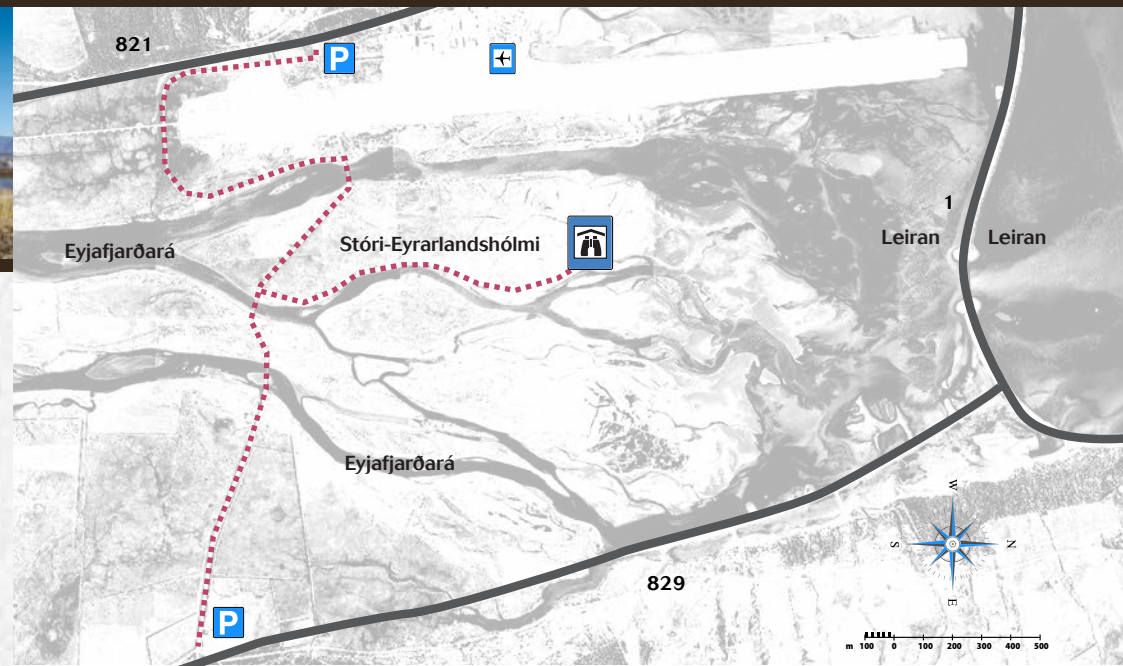 821
P
1
Leiran
Leiran
Stóri-Eyrarlandshólmi
Eyjafjarðará
Eyjafjarðará
W
S
N
E
829
P
m 100 0 100 200 300 400 500